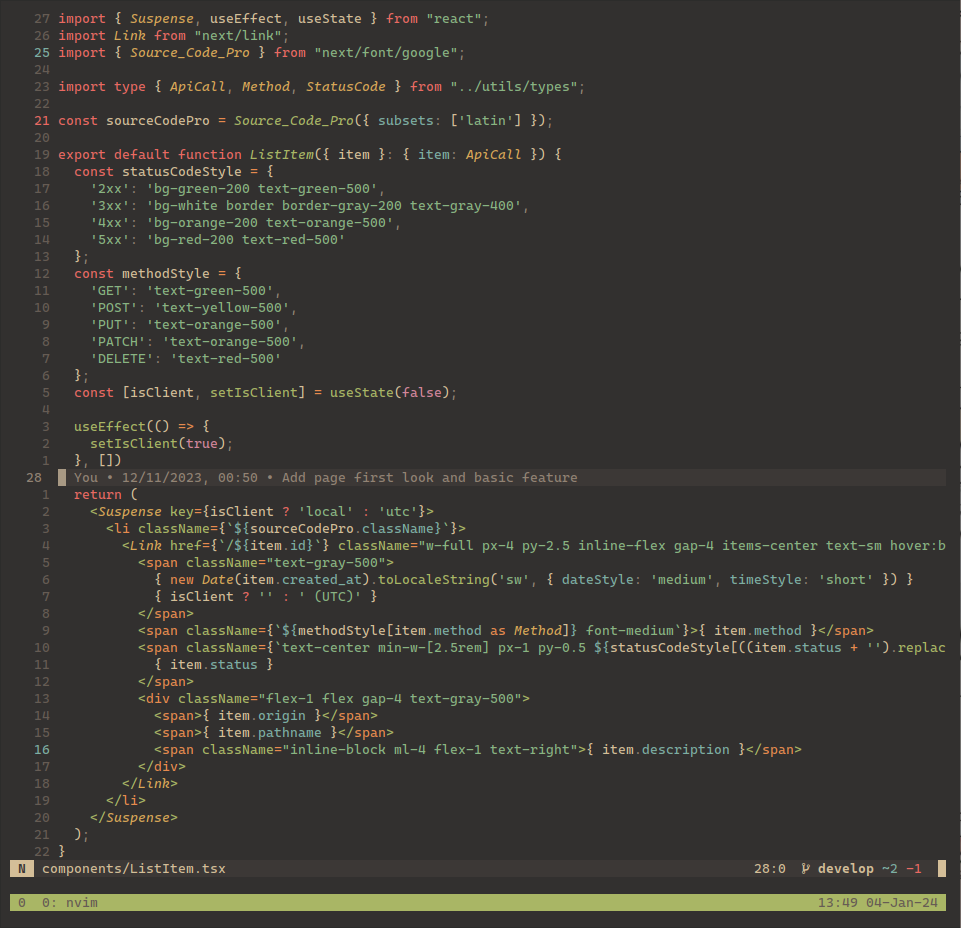 27 import { Suspense, useEffect, useState } from "react";
26 import Link from "next/link";
25 import { Source_Code_Pro } from "next/font/google";
24
23 import type { ApiCall, Method, StatusCode } from "../utils/types";
22
21 const sourceCodePro = Source_Code_Pro({ subsets: ['latin'] });
20
19 export default function ListItem({ item }: { item: ApiCall }) {
18   const statusCodeStyle = {
17     '2xx': 'bg-green-200 text-green-500',
16     '3xx': 'bg-white border border-gray-200 text-gray-400',
15     '4xx': 'bg-orange-200 text-orange-500',
14     '5xx': 'bg-red-200 text-red-500'
13   };
12   const methodStyle = {
11     'GET': 'text-green-500',
10     'POST': 'text-yellow-500',
9     'PUT': 'text-orange-500',
8     'PATCH': 'text-orange-500',
7     'DELETE': 'text-red-500'
6   };
5   const [isClient, setIsClient] = useState(false);
4
3   useEffect(() => {
2     setIsClient(true);
1   }, [])
28   You • 12/11/2023, 00:50 • Add page first look and basic feature
1   return (
2     <Suspense key={isClient ? 'local' : 'utc'}>
3       <li className={`${sourceCodePro.className}`}>
4         <Link href={`/${item.id}`} className="w-full px-4 py-2.5 inline-flex gap-4 items-center text-sm hover:b
5           <span className="text-gray-500">
6             { new Date(item.created_at).toLocaleString('sw', { dateStyle: 'medium', timeStyle: 'short' }) }
7             { isClient ? '' : ' (UTC)' }
8           </span>
9           <span className={`${methodStyle[item.method as Method]} font-medium`}>{ item.method }</span>
10           <span className={`text-center min-w-[2.5rem] px-1 py-0.5 ${statusCodeStyle[((item.status + '').replac
11             { item.status }
12           </span>
13           <div className="flex-1 flex gap-4 text-gray-500">
14             <span>{ item.origin }</span>
15             <span>{ item.pathname }</span>
16             <span className="inline-block ml-4 flex-1 text-right">{ item.description }</span>
17           </div>
18         </Link>
19       </li>
20     </Suspense>
21   );
22 }
N components/ListItem.tsx 28:0 develop ~2 -1
0 0: nvim 13:49 04-Jan-24